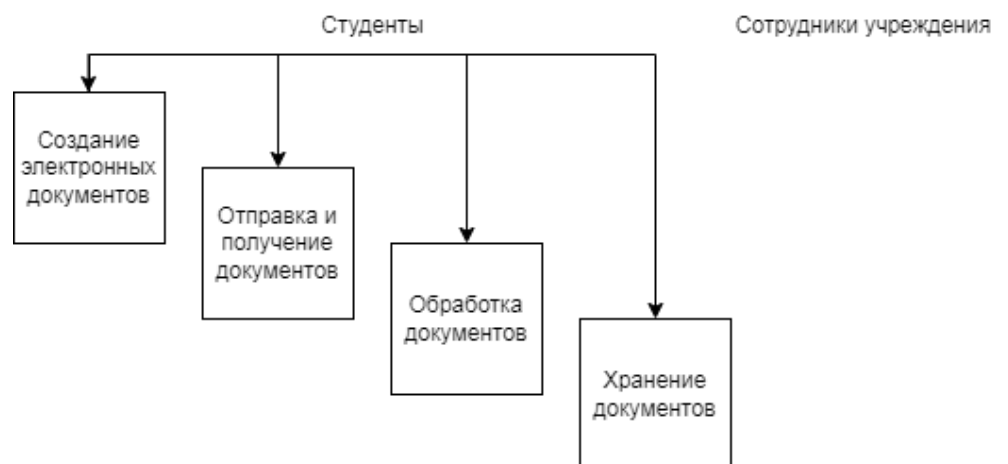 Студенты
Сотрудники учреждения
Создание
электронных
документов
Отправка и
получение
документов
Обработка
документов
Хранение
документов